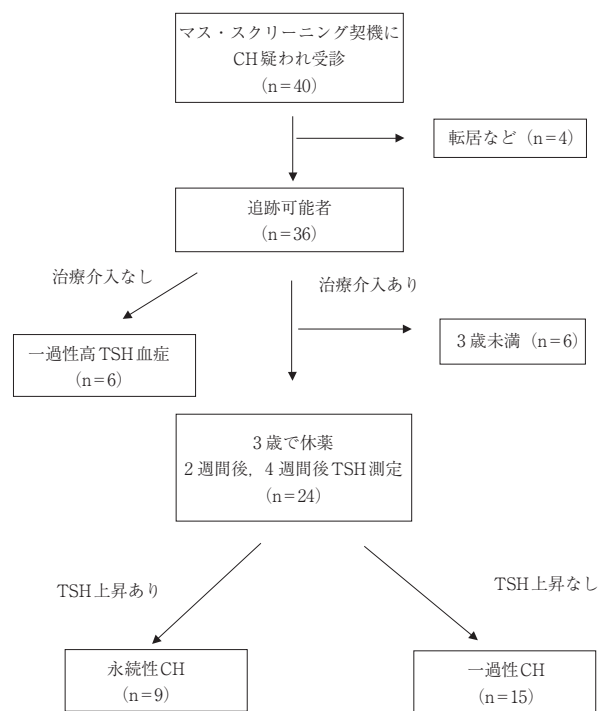 マス・スクリーニング契機に
CH疑われ受診
(n=40)
転居など (n=4)
追跡可能者
(n=36)
治療介入なし
治療介入あり
一過性高TSH血症
(n=6)
3歳未満 (n=6)
3歳で休薬
2週間後，4週間後TSH測定
(n=24)
TSH上昇あり
TSH上昇なし
永続性CH
(n=9)
一過性CH
(n=15)